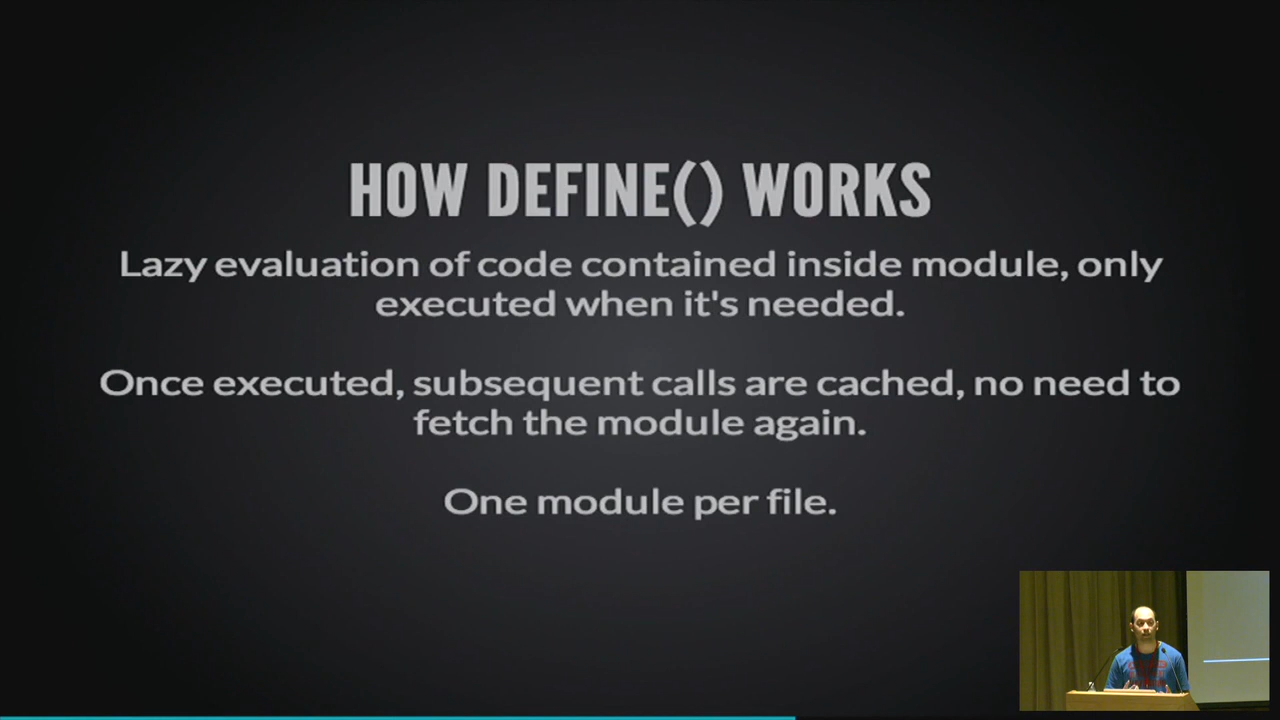 HOW DEFINE() WORKS
Lazy evaluation of code contained inside module, only
executed when it's needed.
Once executed, subsequent calls are cached, no need to
fetch the module again.
One module per file.